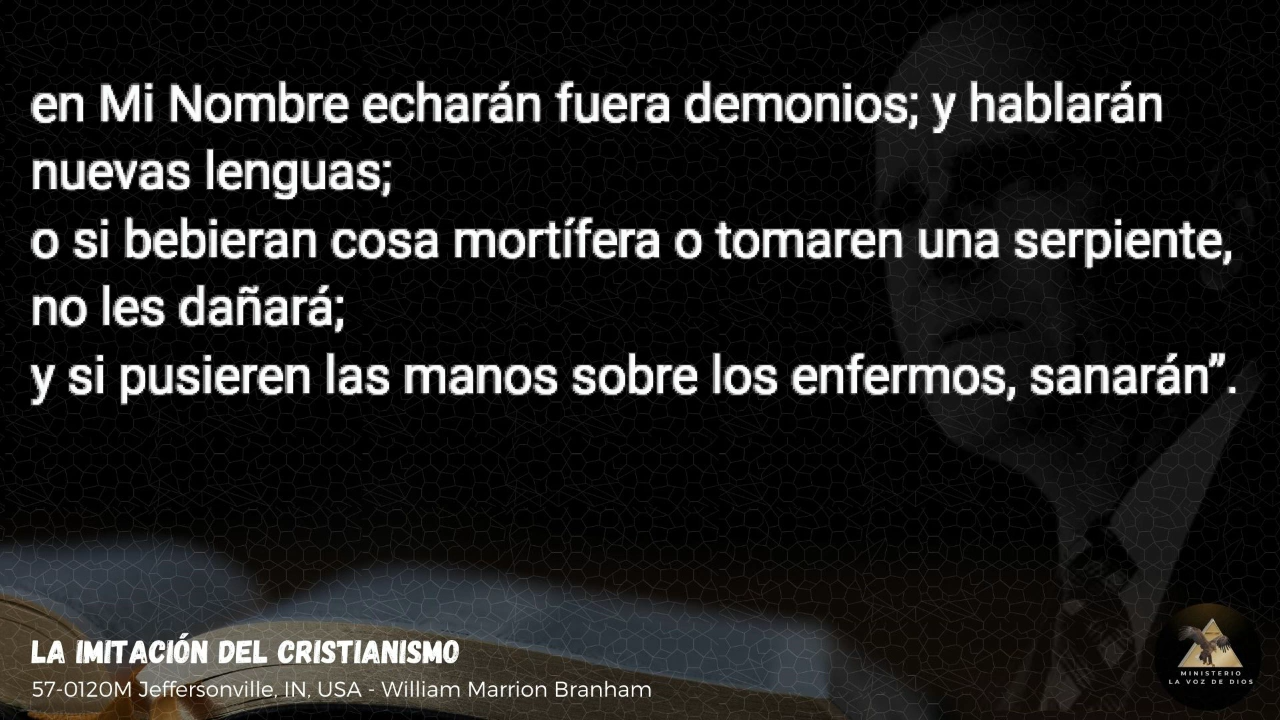 en Mi Nombre echarán fuera demonios; y hablarán
nuevas lenguas;
o si bebieran cosa mortífera o tomaren una serpiente,
no les dañará;
y si pusieren las manos sobre los enfermos, sanarán”.
LA IMITACIÓN DEL CRISTIANISMO
57-0120M Jeffersonville, IN, USA - William Marrion Branham
MINISTERIO
LA VOZ DE DIOS